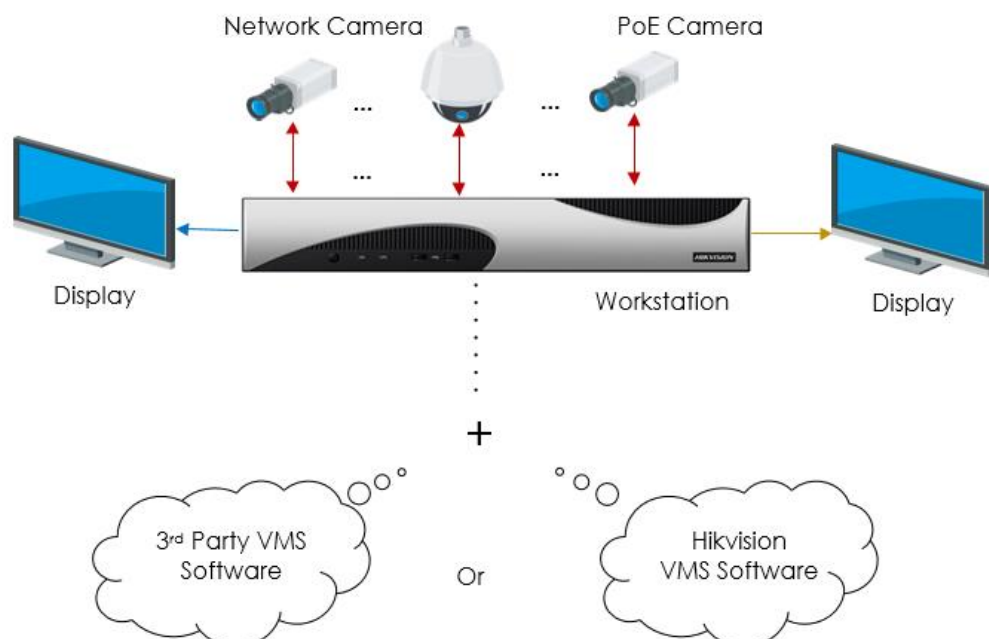 Network Camera
PoE Camera
...
...
...
...
HIKVISION
Display
Workstation
Display
+
3rd Party VMS
Software
Or
Hikvision
VMS Software